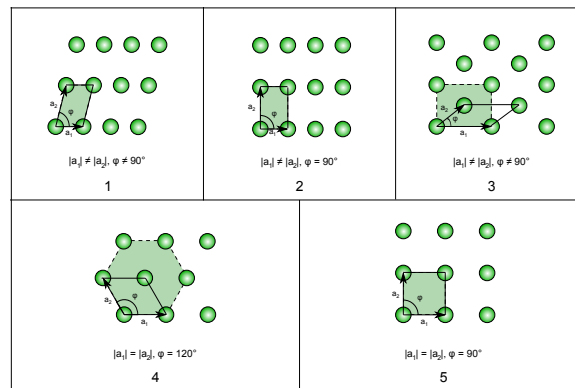 a₂
φ
a₁
|a₁| ≠ |a₂|, φ ≠ 90°
1
a₂
φ
a₁
|a₁| ≠ |a₂|, φ = 90°
2
a₂
φ
a₁
|a₁| ≠ |a₂|, φ ≠ 90°
3
a₂
φ
a₁
|a₁| = |a₂|, φ = 120°
4
a₂
φ
a₁
|a₁| = |a₂|, φ = 90°
5